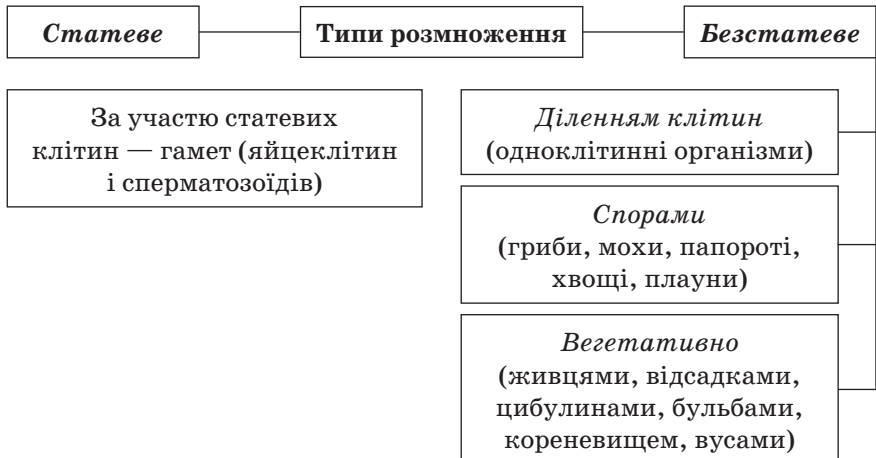 Статеве
Типи розмноження
Безстатеве
За участю статевих
клітин — гамет (яйцеклітин
і сперматозоїдів)
Діленням клітин
(одноклітинні організми)
Спорами
(гриби, мохи, папороті,
хвощі, плауни)
Вегетативно
(живцями, відсадками,
цибулинами, бульбами,
кореневищем, вусами)